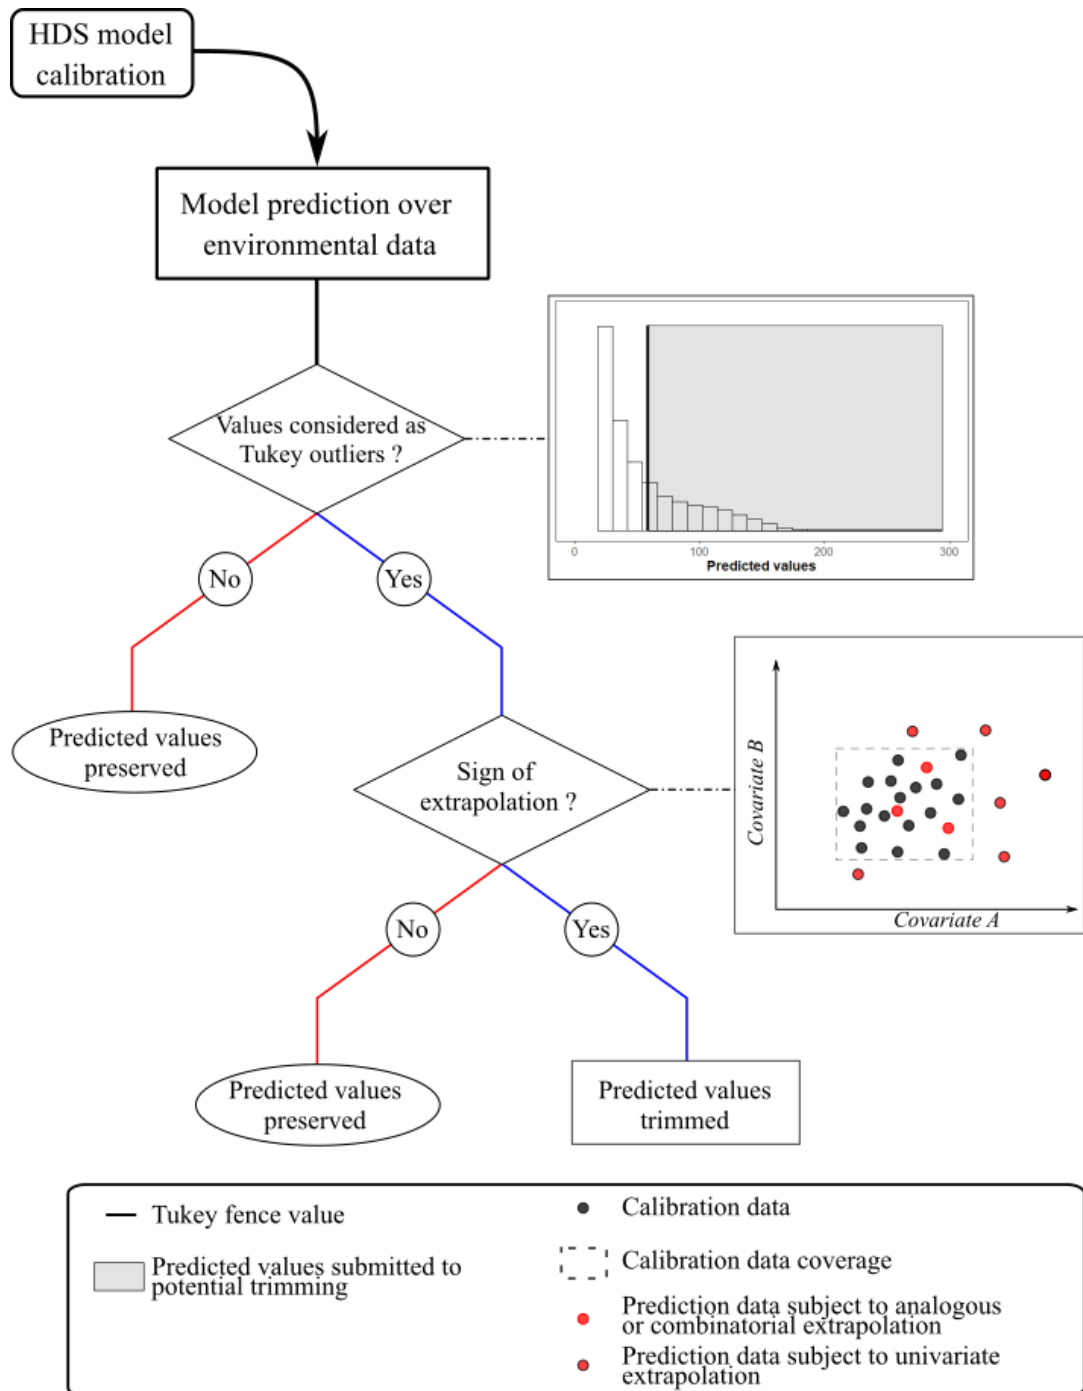 HDS model
calibration
Model prediction over
environmental data
Values considered as
Tukey outliers ?
0
100
200
300
Predicted values
No
Yes
Predicted values
preserved
Sign of
extrapolation ?
Covariate B
Covariate A
No
Yes
Predicted values
preserved
Predicted values
trimmed
Tukey fence value
Predicted values submitted to
potential trimming
Calibration data
Calibration data coverage
Prediction data subject to analogous
or combinatorial extrapolation
Prediction data subject to univariate
extrapolation